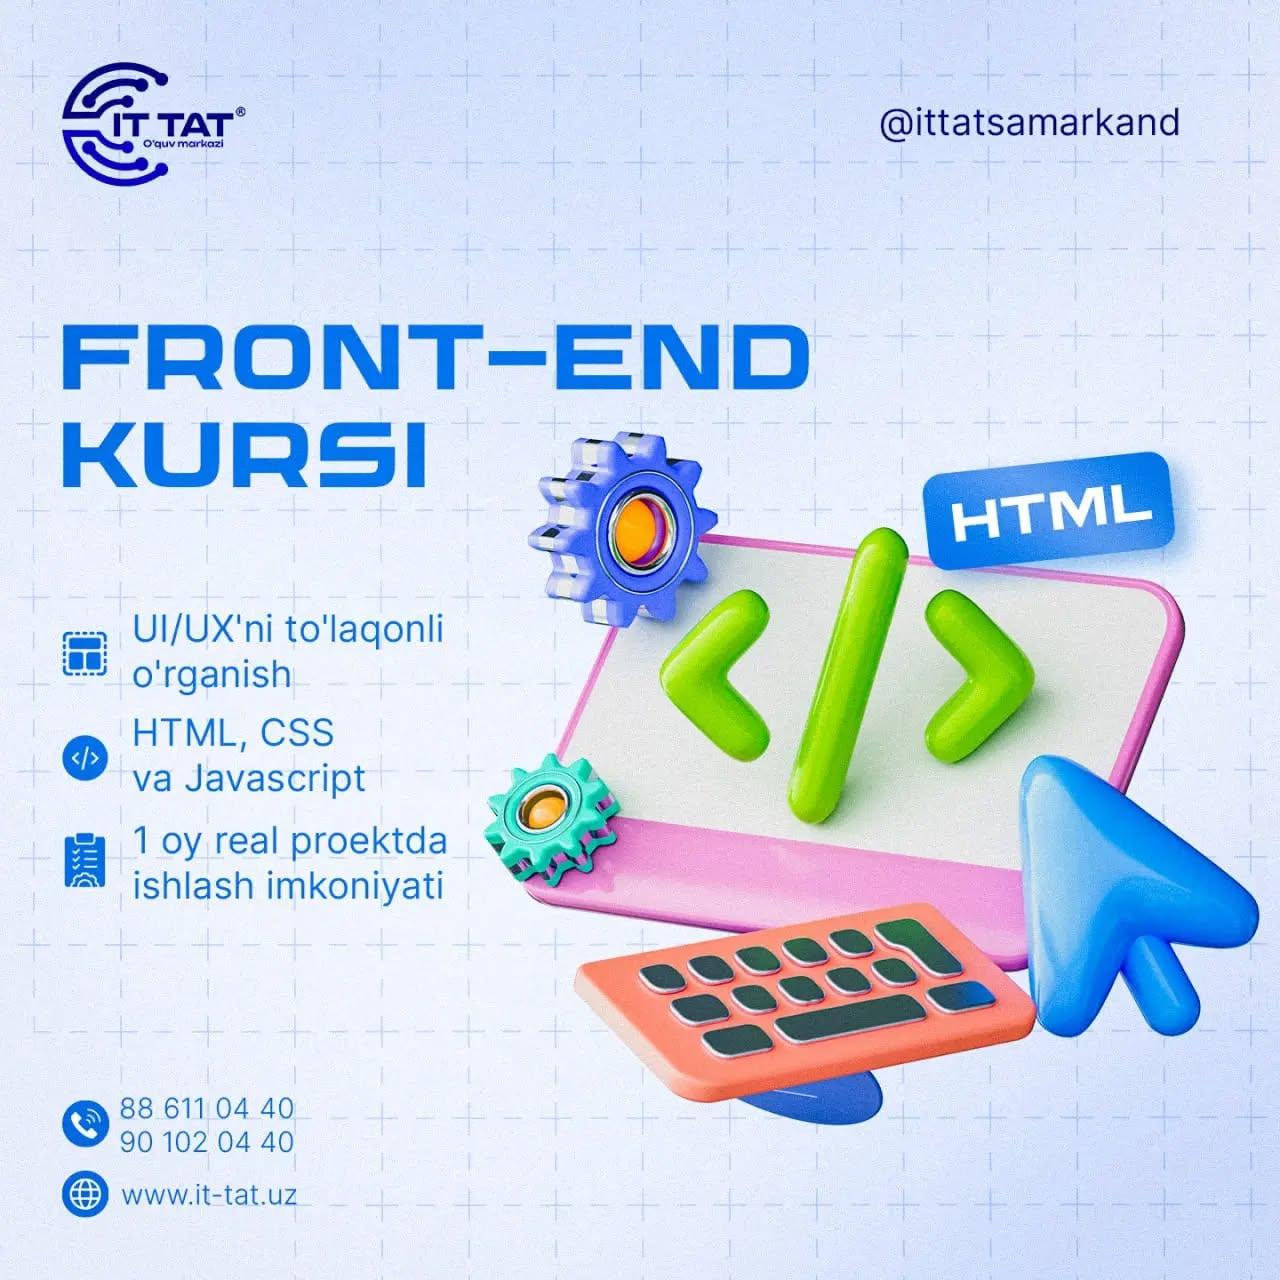 IT TAT®
O'quv markazi
@ittatsamarkand
FRONT-END
KURSI
HTML
UI/UX'ni to'laqonli
o'rganish
HTML, CSS
va Javascript
1 oy real proektda
ishlash imkoniyati
88 611 04 40
90 102 04 40
www.it-tat.uz